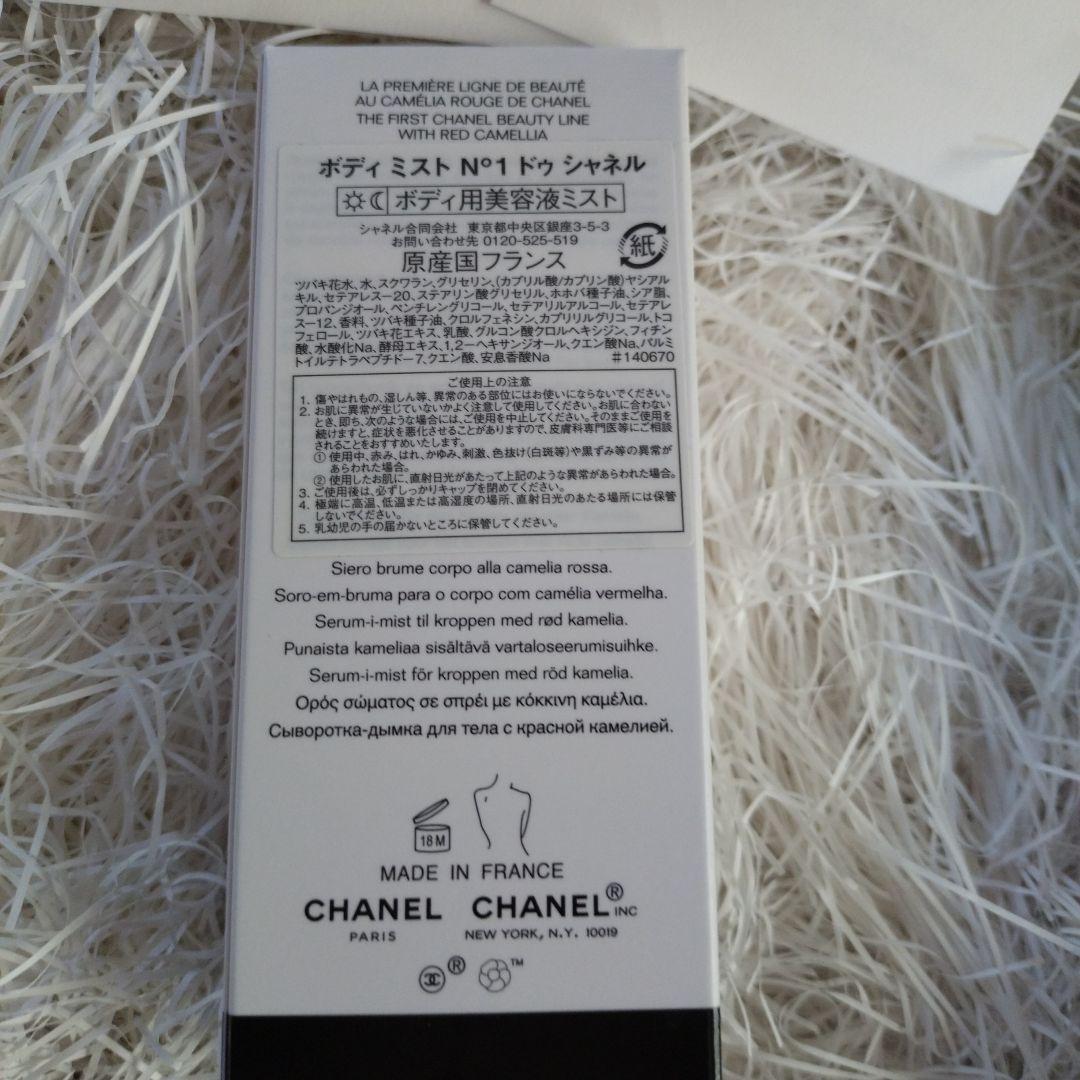 LA PREMIÈRE LIGNE DE BEAUTÉ
AU CAMÉLIA ROUGE DE CHANEL
THE FIRST CHANEL BEAUTY LINE
WITH RED CAMELLIA
ボディ ミスト N°1 ドゥ シャネル
ボディ用美容液ミスト
シャネル合同会社 東京都中央区銀座3-5-3
お問い合わせ先 0120-525-519
紙
原産国フランス
ツバキ花水、水、スクワラン、グリセリン、(カプリル酸/カプリン酸)ヤシアル
キル、セテアレス－20、ステアリン酸グリセリル、ホホバ種子油、シア脂、
プロパンジオール、ペンチレングリコール、セテアリルアルコール、セテアレ
ス－12、香料、ツバキ種子油、クロルフェネシン、カプリリルグリコール、トコ
フェロール、ツバキ花エキス、乳酸、グルコン酸クロルヘキシジン、フィチン
酸、水酸化Na、酵母エキス、1,2－ヘキサンジオール、クエン酸Na、パルミ
トイルテトラペプチド－7、クエン酸、安息香酸Na #140670
ご使用上の注意
1. 傷やはれもの、湿しん等、異常のある部位にはお使いにならないでください。
2. お肌に異常が生じていないかよく注意して使用してください。お肌に合わない
とき、即ち、次のような場合には、ご使用を中止してください。そのままご使用を
続けますと、症状を悪化させることがありますので、皮膚科専門医等にご相談
されることをおすすめいたします。
① 使用中、赤み、はれ、かゆみ、刺激、色抜け(白斑等)や黒ずみ等の異常が
あらわれた場合。
② 使用したお肌に、直射日光があたって上記のような異常があらわれた場合。
3. ご使用後は、必ずしっかりキャップを閉めてください。
4. 極端に高温、低温または高湿度の場所、直射日光のあたる場所には保管
しないでください。
5. 乳幼児の手の届かないところに保管してください。
Siero brume corpo alla camelia rossa.
Soro-em-bruma para o corpo com camélia vermelha.
Serum-i-mist til kroppen med rød kamelia.
Punaista kameliaa sisältävä vartaloseerumisuihke.
Serum-i-mist för kroppen med röd kamelia.
Ορός σώματος σε σπρέι με κόκκινη καμέλια.
Сыворотка-дымка для тела с красной камелией.
18 M
MADE IN FRANCE
CHANEL CHANEL® INC
PARIS NEW YORK, N.Y. 10019
® ™